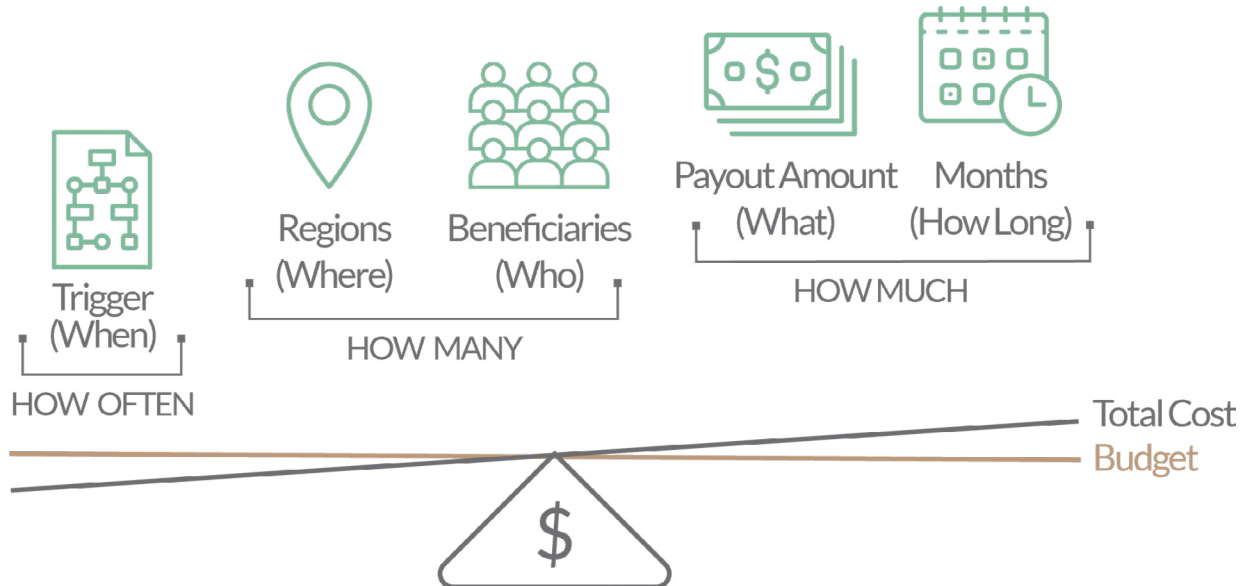 Trigger
(When)
HOW OFTEN
Regions
(Where)
Beneficiaries
(Who)
HOW MANY
$
Payout Amount
(What)
Months
(How Long)
HOW MUCH
Total Cost
Budget
$